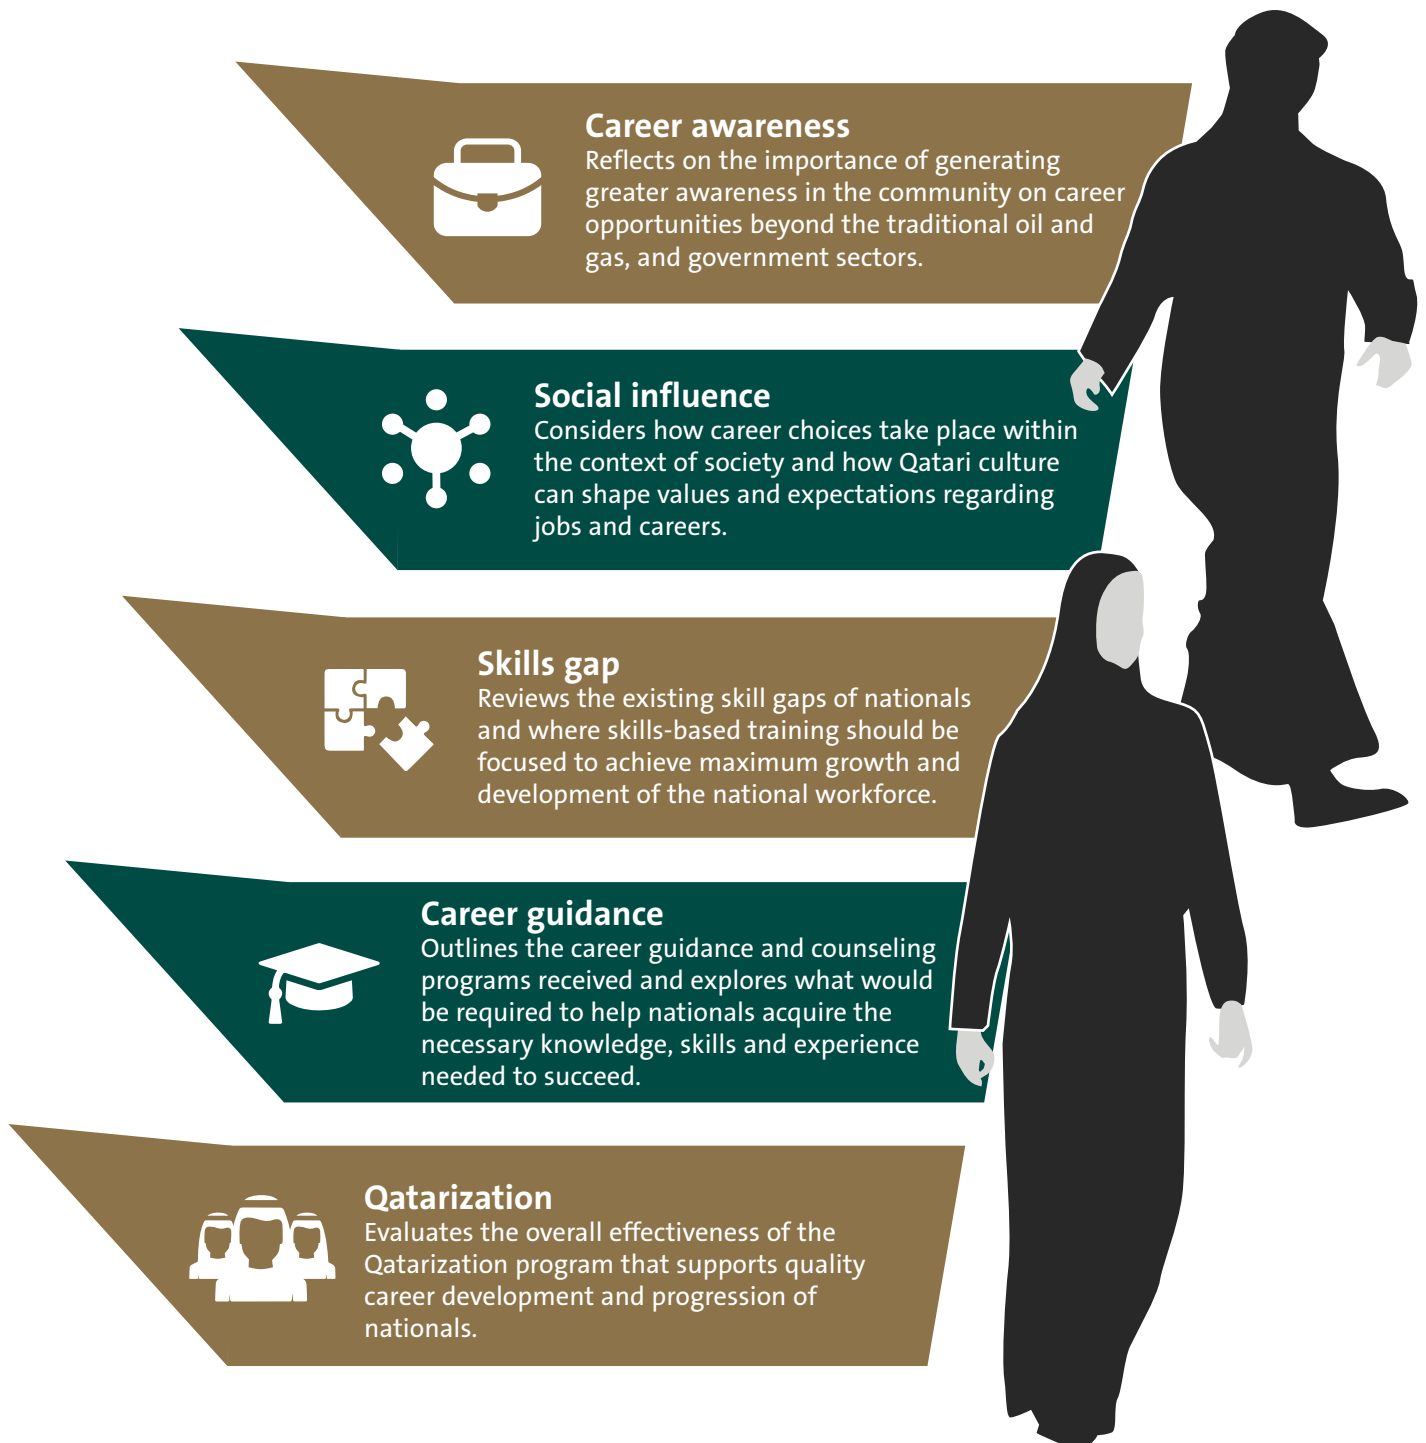 Career awareness
Reflects on the importance of generating
greater awareness in the community on career
opportunities beyond the traditional oil and
gas, and government sectors.
Social influence
Considers how career choices take place within
the context of society and how Qatari culture
can shape values and expectations regarding
jobs and careers.
Skills gap
Reviews the existing skill gaps of nationals
and where skills-based training should be
focused to achieve maximum growth and
development of the national workforce.
Career guidance
Outlines the career guidance and counseling
programs received and explores what would
be required to help nationals acquire the
necessary knowledge, skills and experience
needed to succeed.
Qatarization
Evaluates the overall effectiveness of the
Qatarization program that supports quality
career development and progression of
nationals.